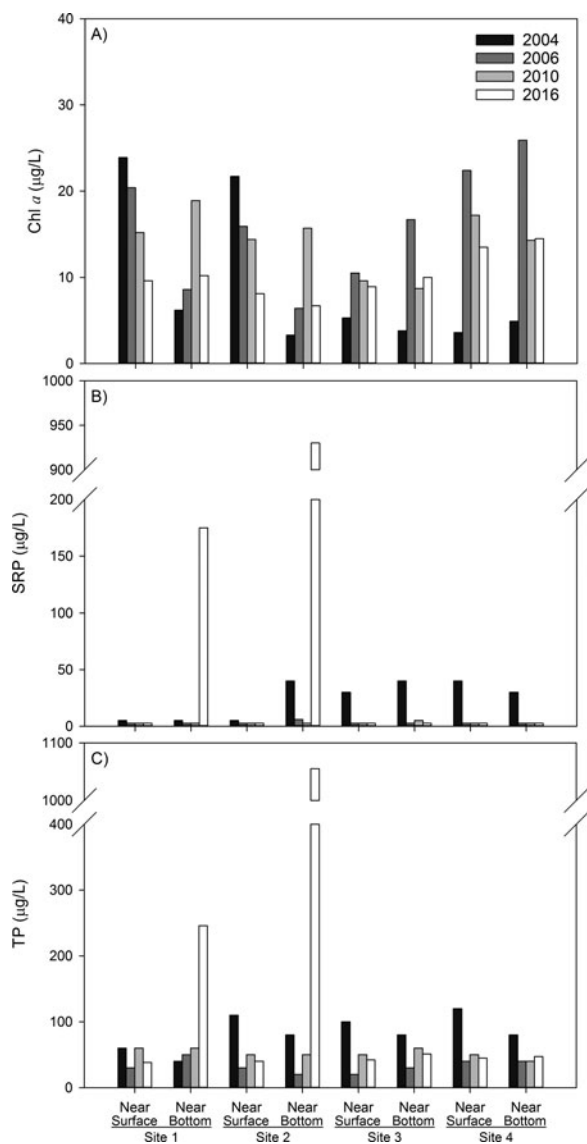 A)
2004
2006
2010
2016
40
30
20
10
0
Chl a (µg/L)
B)
1000
950
900
200
150
100
50
0
SRP (µg/L)
C)
1100
1000
400
300
200
100
0
TP (µg/L)
Near Near Near Near Near Near Near Near
Surface Bottom Surface Bottom Surface Bottom Surface Bottom
Site 1 Site 2 Site 3 Site 4